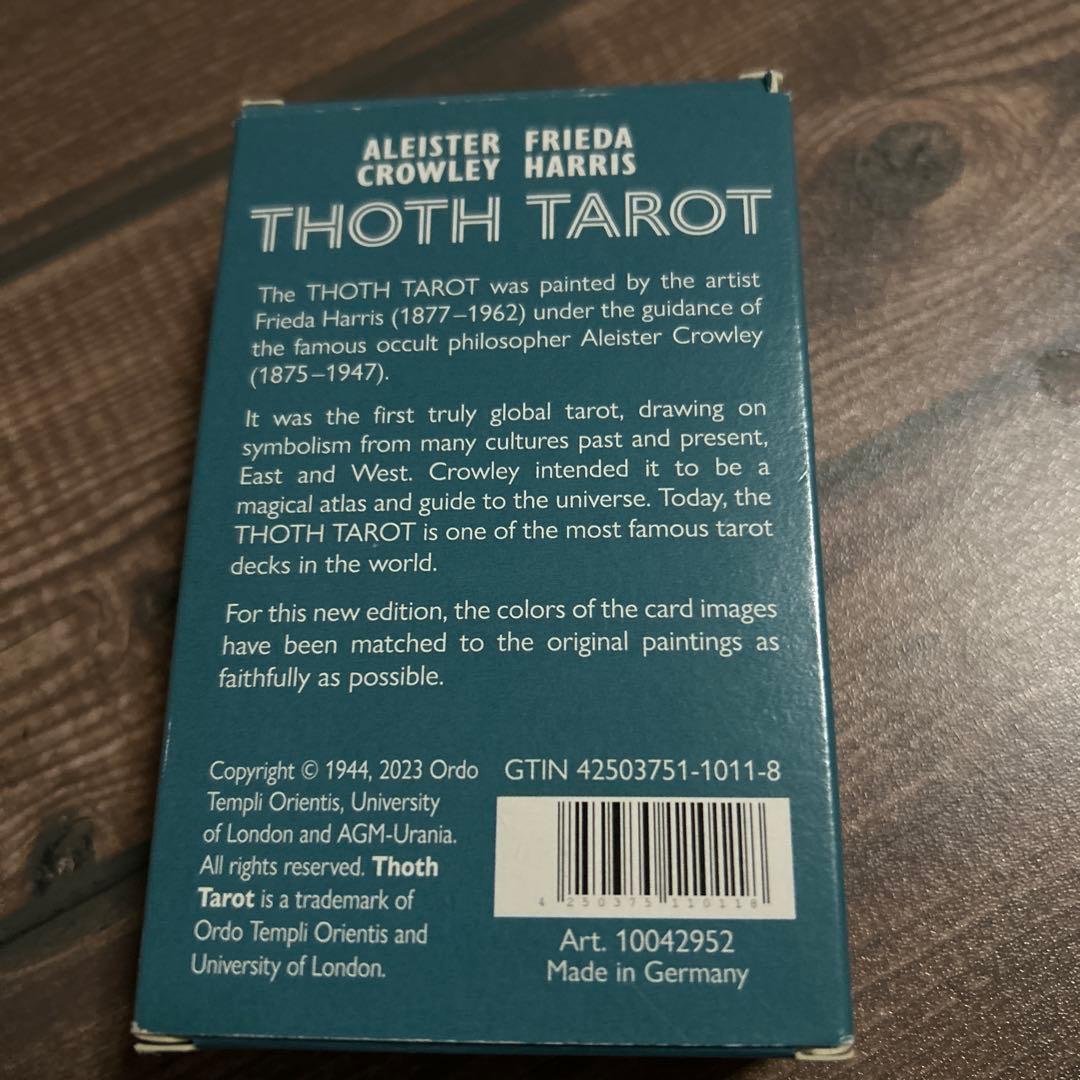 ALEISTER FRIEDA
CROWLEY HARRIS
THOTH TAROT
The THOTH TAROT was painted by the artist
Frieda Harris (1877–1962) under the guidance of
the famous occult philosopher Aleister Crowley
(1875–1947).
It was the first truly global tarot, drawing on
symbolism from many cultures past and present,
East and West. Crowley intended it to be a
magical atlas and guide to the universe. Today, the
THOTH TAROT is one of the most famous tarot
decks in the world.
For this new edition, the colors of the card images
have been matched to the original paintings as
faithfully as possible.
Copyright © 1944, 2023 Ordo
Templi Orientis, University
of London and AGM-Urania.
All rights reserved. Thoth
Tarot is a trademark of
Ordo Templi Orientis and
University of London.
GTIN 42503751-1011-8
4 250375 110118
Art. 10042952
Made in Germany